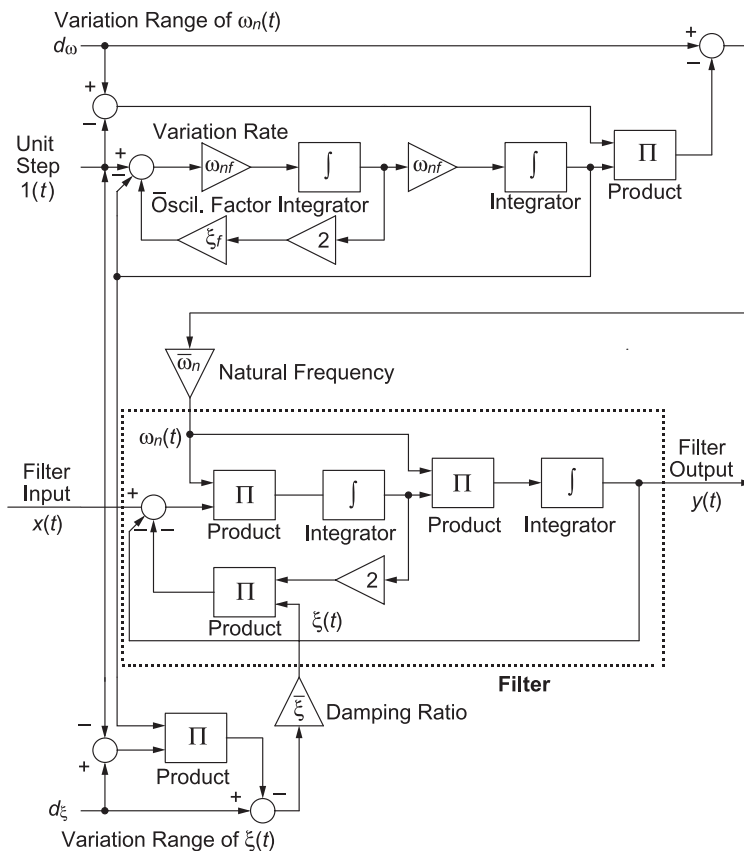 Variation Range of ωn(t)
dω
+
−
+
−
Unit
Step
1(t)
+
−
−
Variation Rate
ωnf
∫
Integrator
ωnf
∫
Integrator
Π
Product
Oscil. Factor
ξf
2
ω̅n
Natural Frequency
ωn(t)
Filter
Input
x(t)
+
−
−
Π
Product
∫
Integrator
Π
Product
∫
Integrator
Filter
Output
y(t)
Π
Product
2
ξ(t)
Filter
ξ̅
Damping Ratio
−
+
Π
Product
−
+
dξ
Variation Range of ξ(t)